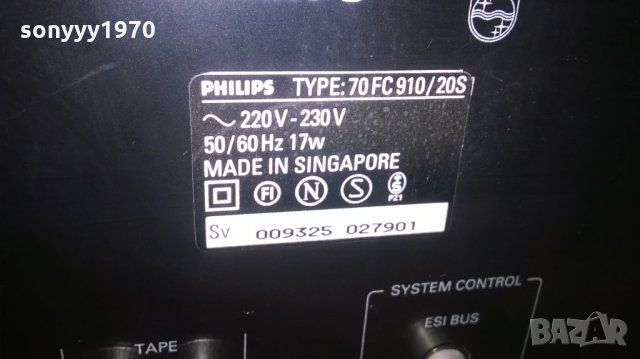 sonyyy1970
PHILIPS TYPE: 70 FC 910/20S
~ 220V - 230V
50/60 Hz 17w
MADE IN SINGAPORE
FI N S S
PZ1
Sv 009325 027901
SYSTEM CONTROL
ESI BUS
TAPE
BAZAR